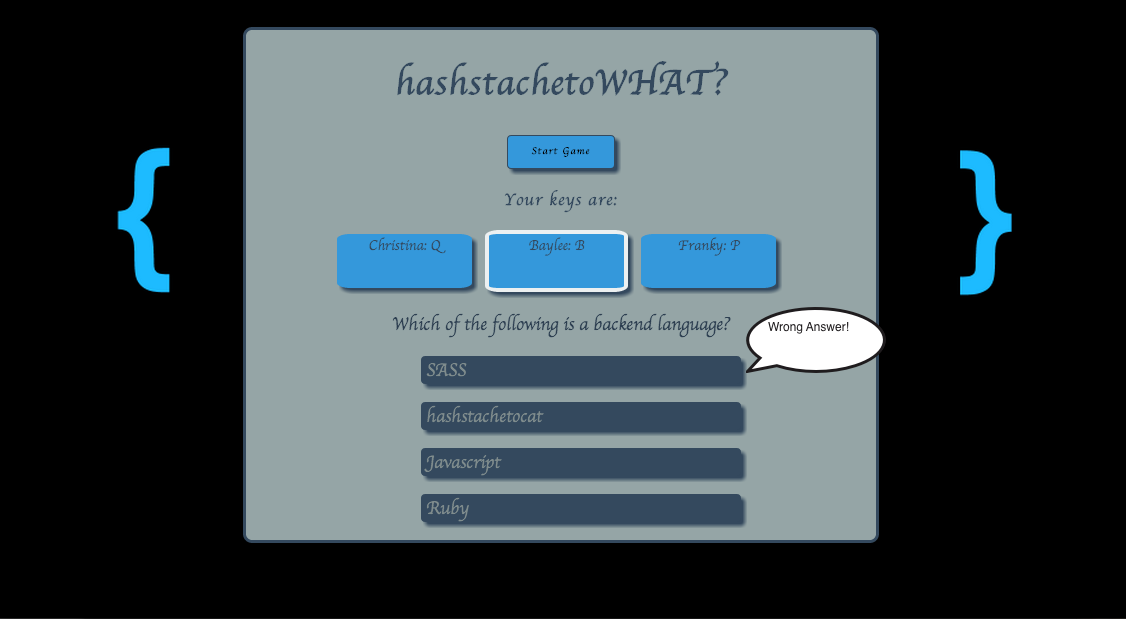 hashstachetoWHAT?
Start Game
{ }
Your keys are:
Christina: Q Baylee: B Franky: P
Which of the following is a backend language?
Wrong Answer!
SASS
hashstachetocat
Javascript
Ruby